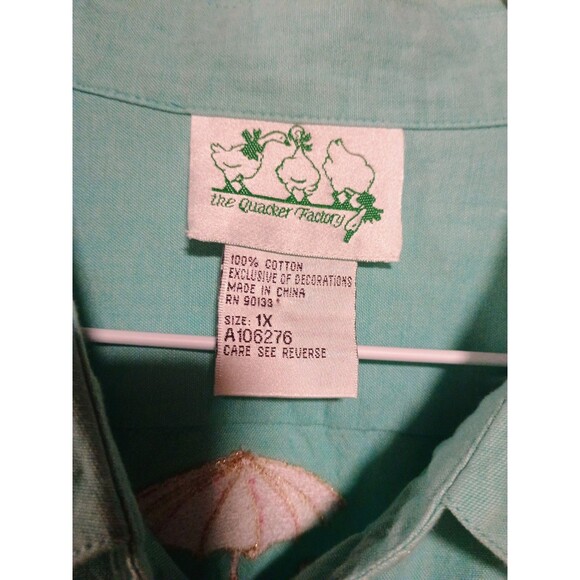 the Quacker Factory
100% COTTON
EXCLUSIVE OF DECORATIONS
MADE IN CHINA
RN 90133
SIZE: 1X
A106276
CARE SEE REVERSE